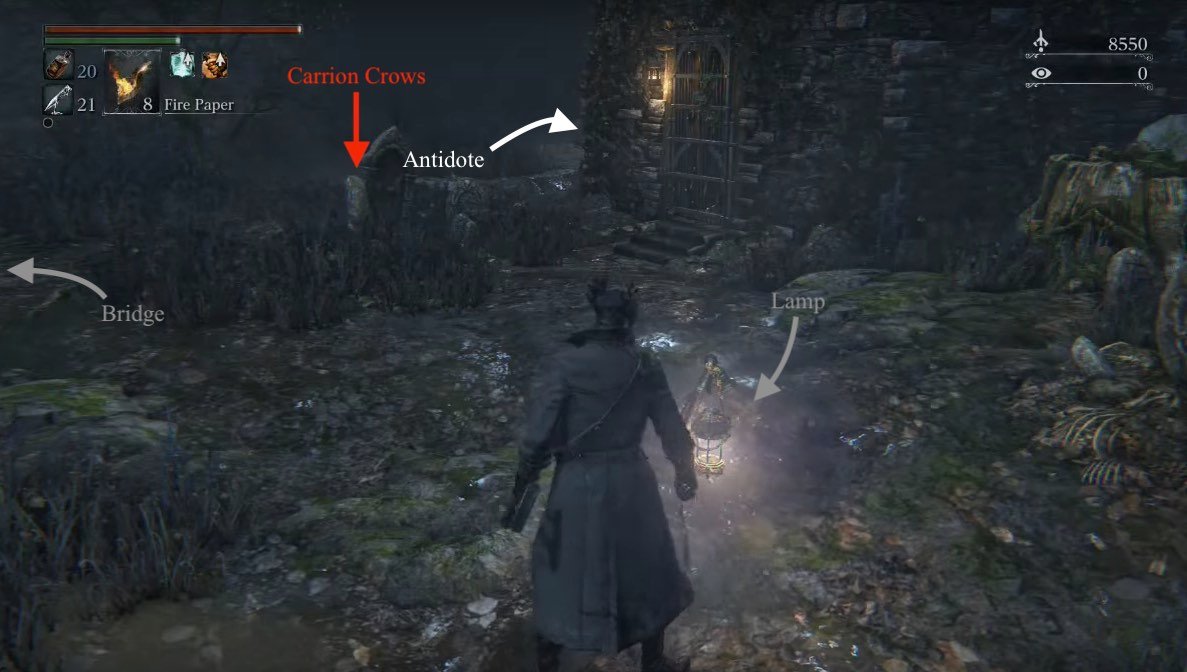 8550
20
Carrion Crows
0
21
8
Fire Paper
Antidote
Bridge
Lamp